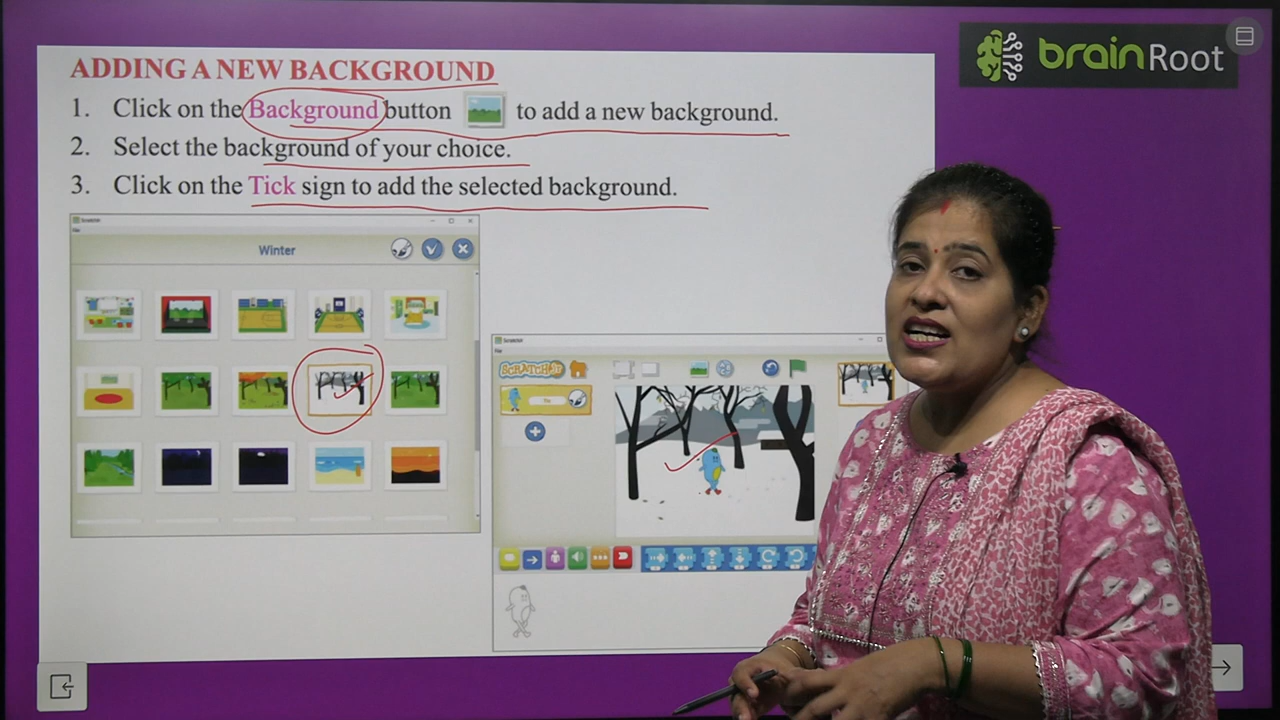 ADDING A NEW BACKGROUND
brainRoot
1. Click on the Background button to add a new background.
2. Select the background of your choice.
3. Click on the Tick sign to add the selected background.
Winter
SCRATCHJR